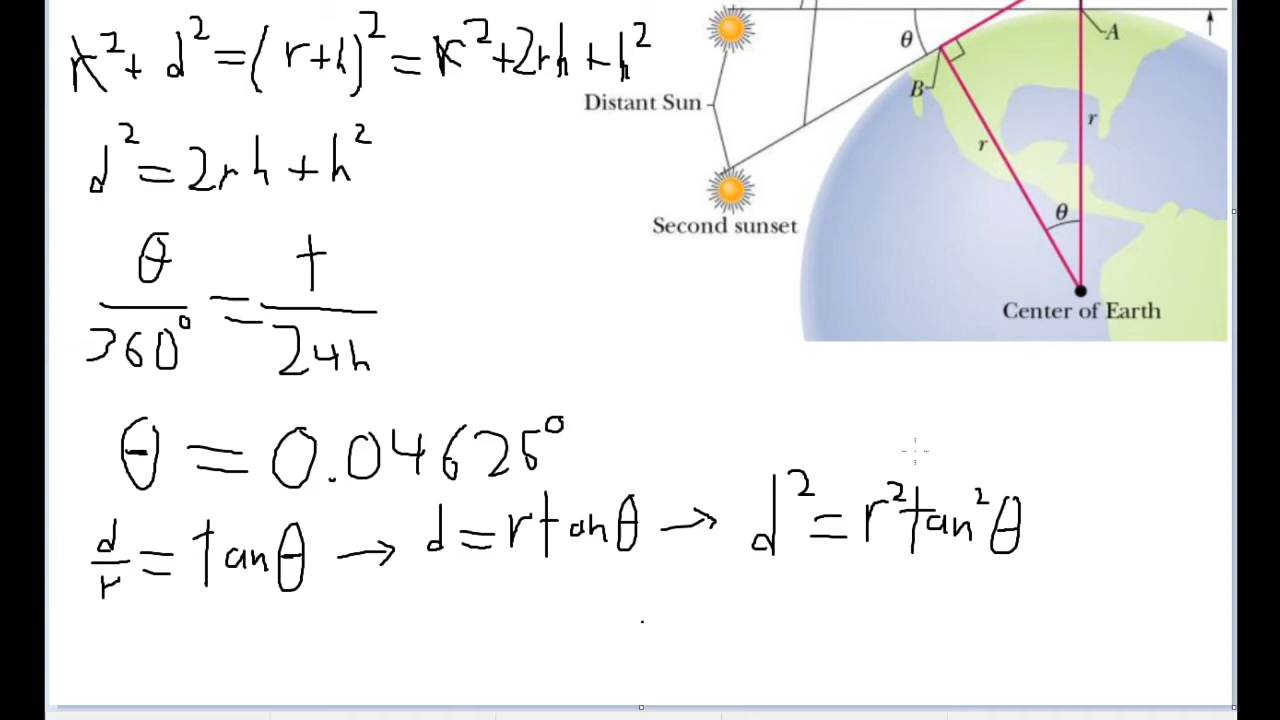 r² + d² = (r+h)² = r² + 2rh + h²
d² = 2rh + h²
θ/360° = t/24h
θ = 0.04625°
d/r = tanθ → d = r tanθ → d² = r² tan² θ
θ
A
B
Distant Sun
r
r
θ
Second sunset
Center of Earth